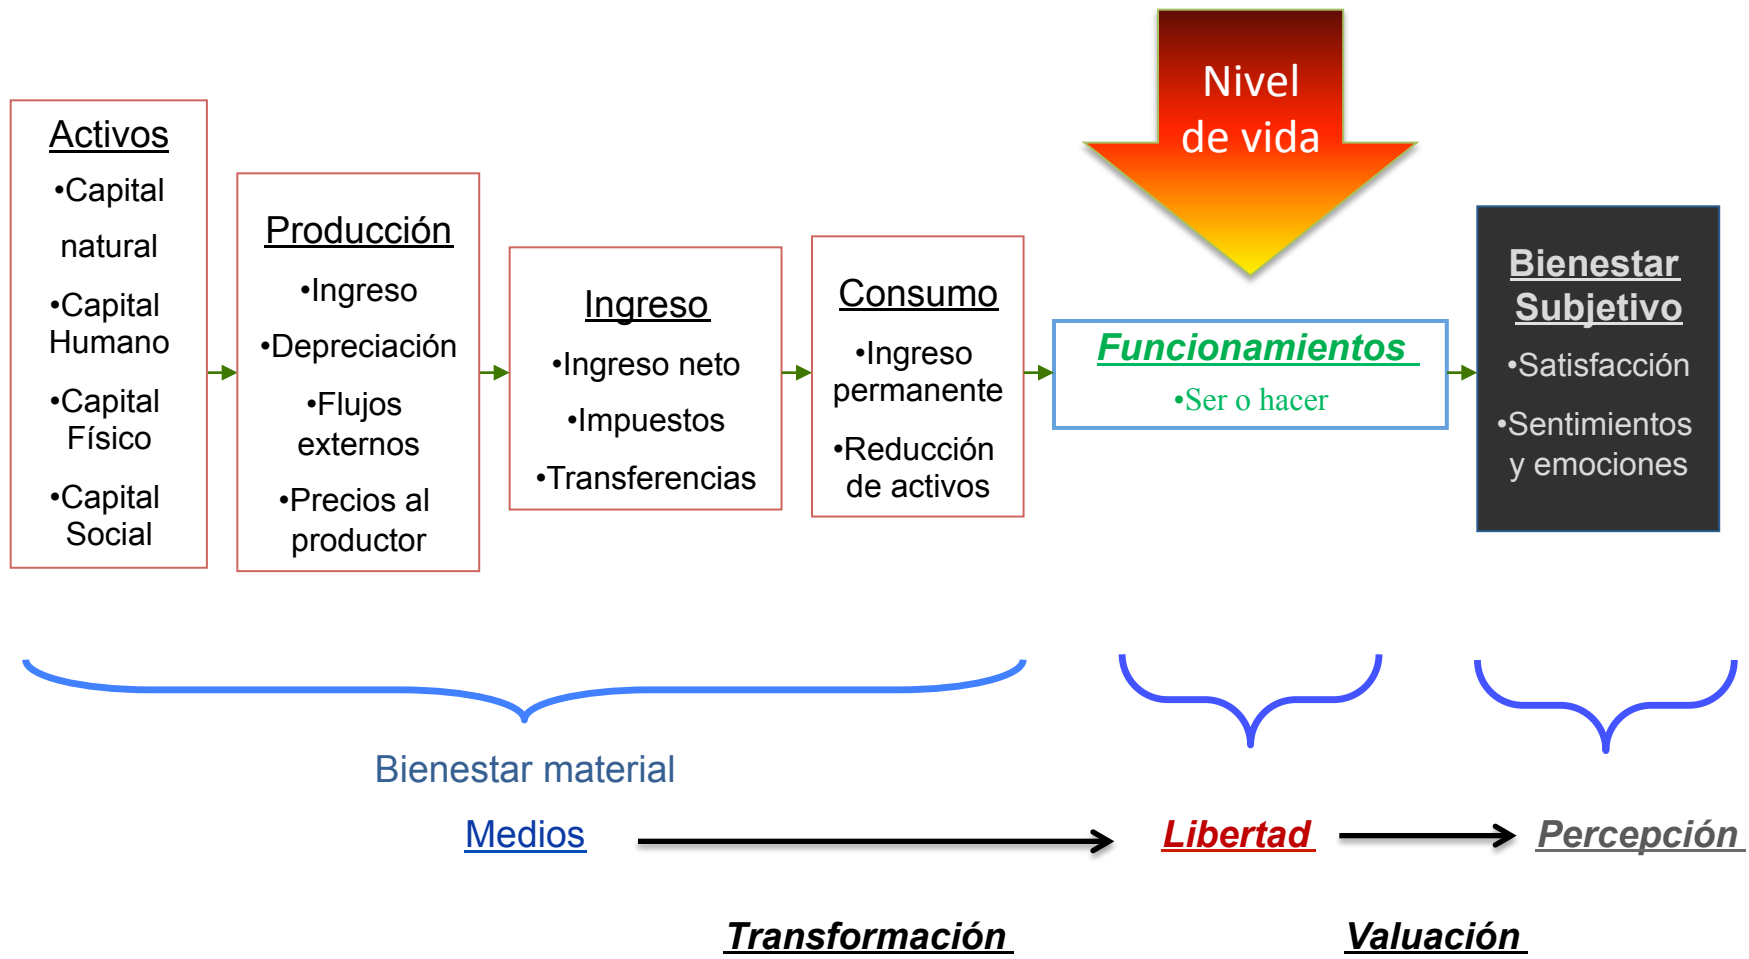 Nivel
de vida
Activos
•Capital
natural
•Capital
Humano
•Capital
Físico
•Capital
Social
Producción
•Ingreso
•Depreciación
•Flujos
externos
•Precios al
productor
Ingreso
•Ingreso neto
•Impuestos
•Transferencias
Consumo
•Ingreso
permanente
•Reducción
de activos
Funcionamientos
•Ser o hacer
Bienestar
Subjetivo
•Satisfacción
•Sentimientos
y emociones
Bienestar material
Medios
Libertad
Percepción
Transformación
Valuación